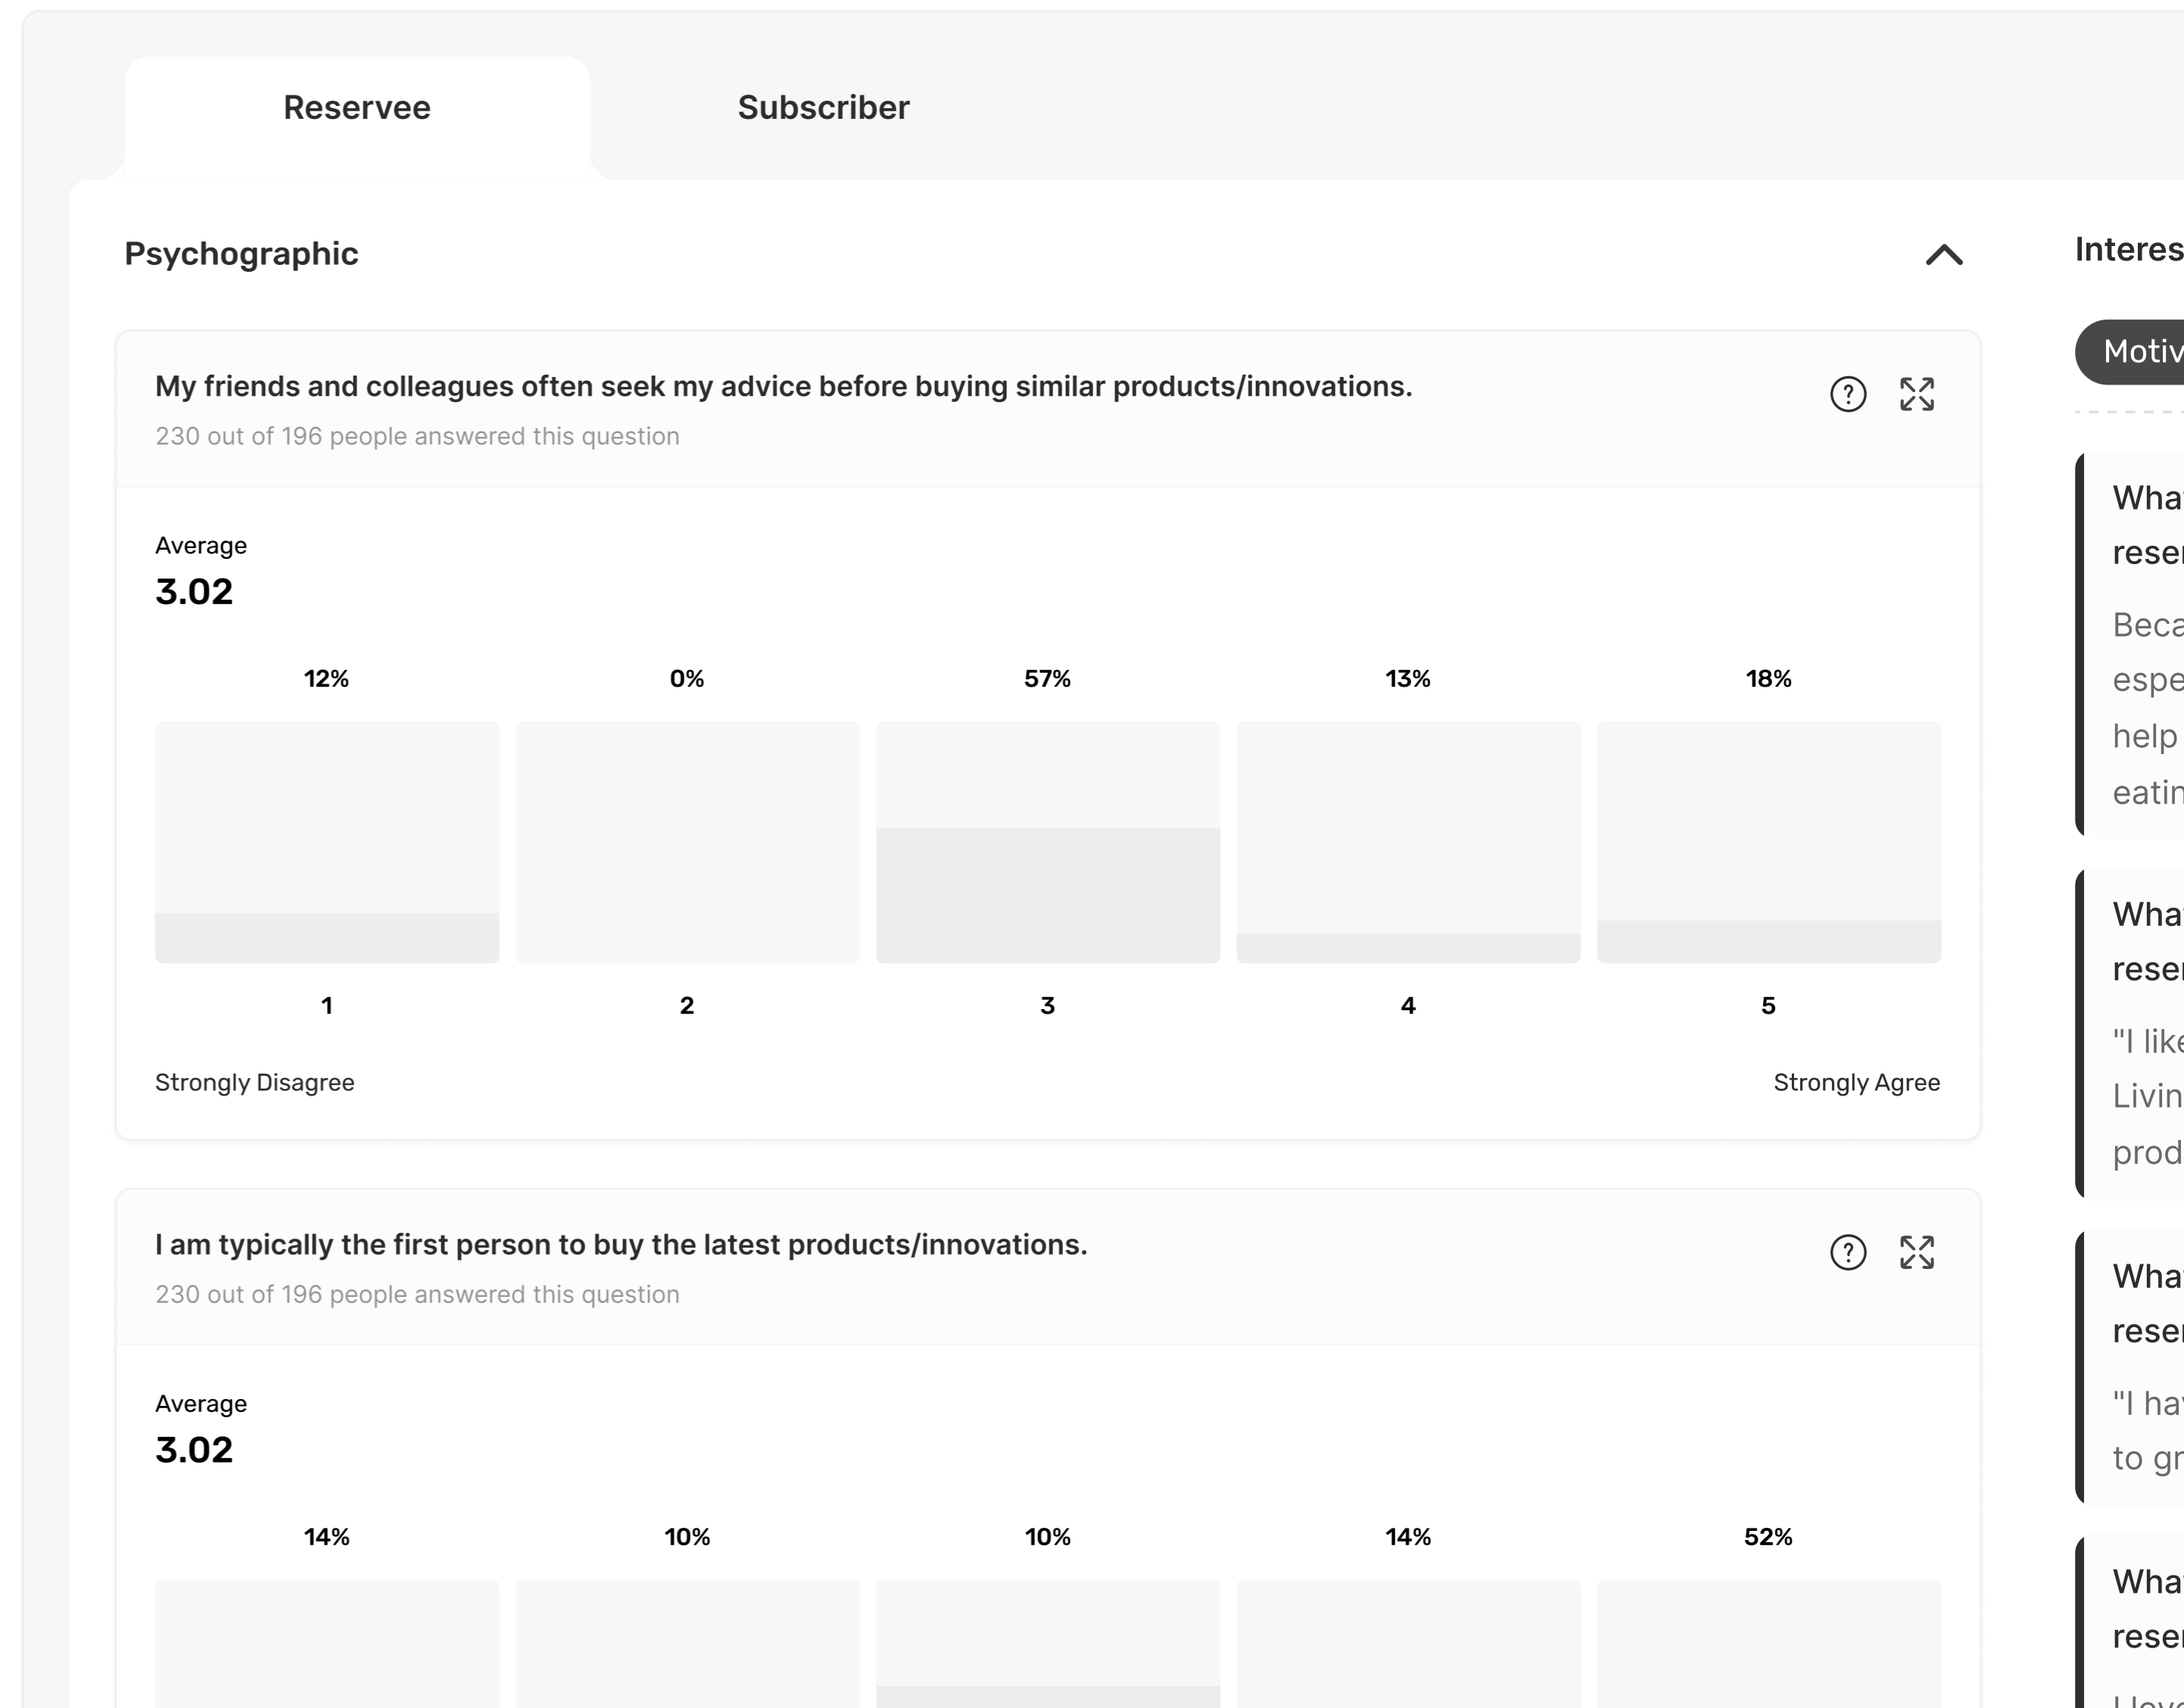 Reservee
Subscriber
Psychographic
My friends and colleagues often seek my advice before buying similar products/innovations.
230 out of 196 people answered this question
Average
3.02
12% 0% 57% 13% 18%
1 2 3 4 5
Strongly Disagree
Strongly Agree
I am typically the first person to buy the latest products/innovations.
230 out of 196 people answered this question
Average
3.02
14% 10% 10% 14% 52%
help
to